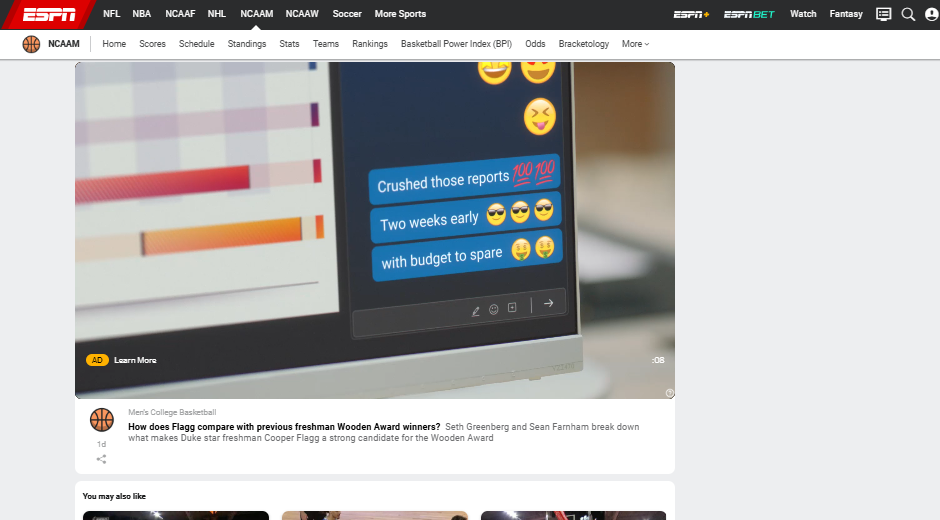 ESPN NFL NBA NCAAF NHL NCAAM NCAAW Soccer More Sports ESPN+ ESPN BET Watch Fantasy
NCAAM Home Scores Schedule Standings Stats Teams Rankings Basketball Power Index (BPI) Odds Bracketology More
Crushed those reports 💯 💯
Two weeks early 😎 😎 😎
with budget to spare 🤑 🤑
AD Learn More :08
Men's College Basketball
How does Flagg compare with previous freshman Wooden Award winners? Seth Greenberg and Sean Farnham break down
what makes Duke star freshman Cooper Flagg a strong candidate for the Wooden Award
1d
You may also like